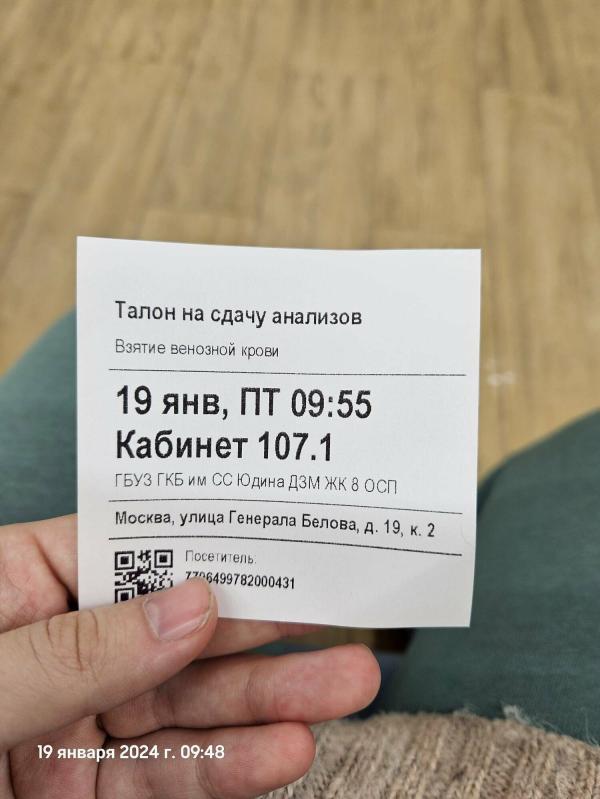 Талон на сдачу анализов
Взятие венозной крови
19 янв, ПТ 09:55
Кабинет 107.1
ГБУЗ ГКБ им СС Юдина ДЗМ ЖК 8 ОСП
Москва, улица Генерала Белова, д. 19, к. 2
Посетитель:
7796499782000431
19 января 2024 г. 09:48